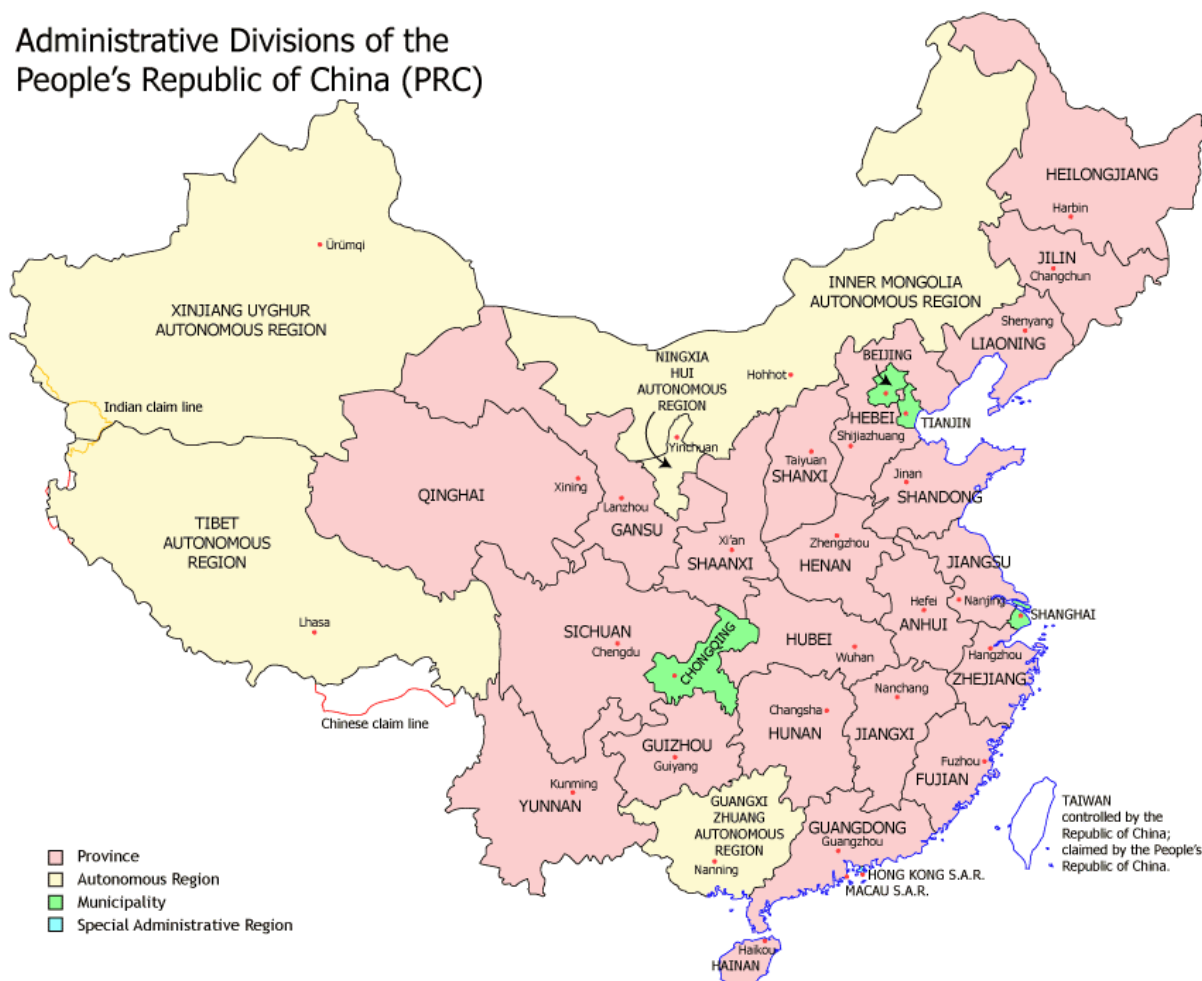 Administrative Divisions of the
People's Republic of China (PRC)
HEILONGJIANG
Harbin
Ürümqi
JILIN
Changchun
INNER MONGOLIA
AUTONOMOUS REGION
XINJIANG UYGHUR
AUTONOMOUS REGION
Shenyang
LIAONING
BEIJING
NINGXIA
HUI
AUTONOMOUS
REGION
Hohhot
Indian claim line
HEBEI
TIANJIN
Shijiazhuang
Yinchuan
Taiyuan
SHANXI
Jinan
SHANDONG
QINGHAI
Xining
Lanzhou
GANSU
TIBET
AUTONOMOUS
REGION
Xi'an
SHAANXI
Zhengzhou
HENAN
JIANGSU
Nanjing
Hefei
ANHUI
SHANGHAI
Lhasa
SICHUAN
Chengdu
CHONGQING
HUBEI
Wuhan
Hangzhou
ZHEJIANG
Nanchang
JIANGXI
Changsha
HUNAN
Chinese claim line
GUIZHOU
Guiyang
Fuzhou
FUJIAN
Kunming
YUNNAN
GUANGXI
ZHUANG
AUTONOMOUS
REGION
Nanning
GUANGDONG
Guangzhou
TAIWAN
controlled by the
Republic of China;
claimed by the People's
Republic of China.
HONG KONG S.A.R.
MACAU S.A.R.
Haikou
HAINAN
Province
Autonomous Region
Municipality
Special Administrative Region